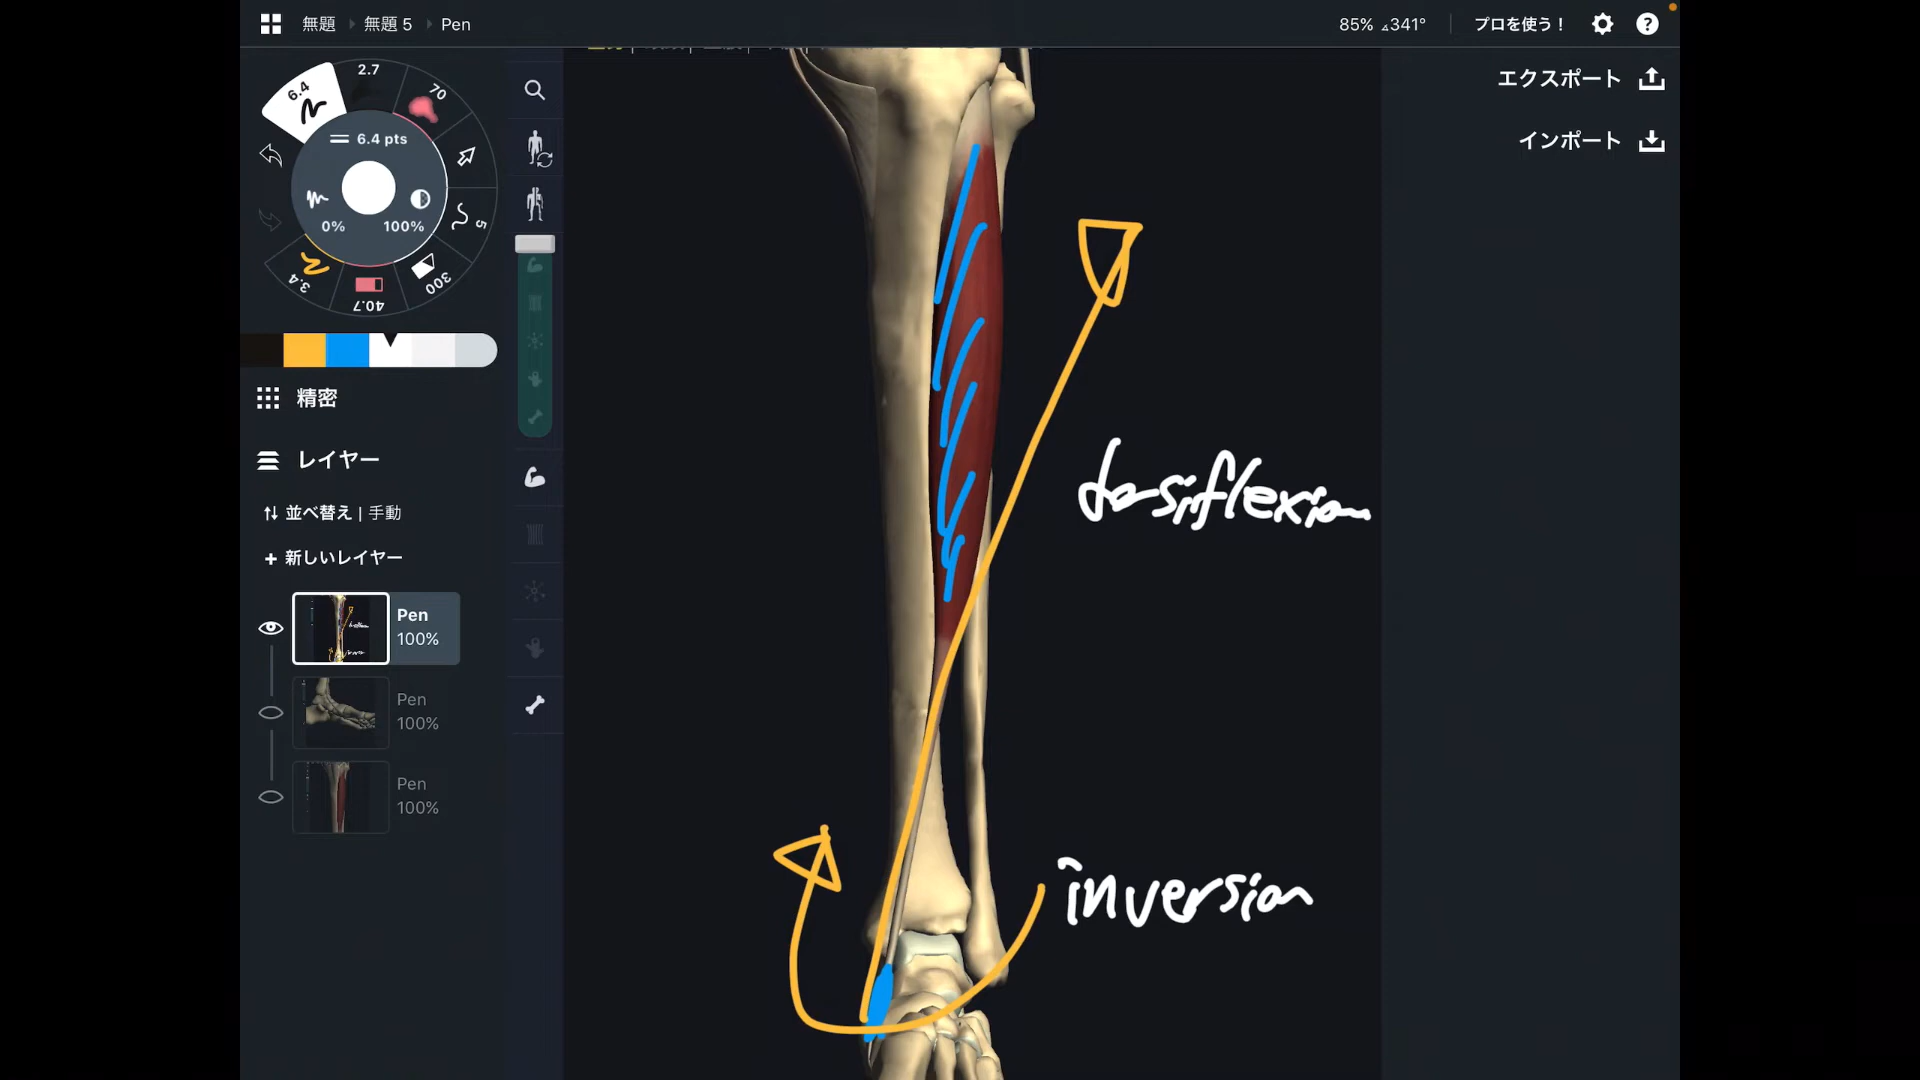 無題 無題 5 Pen
85% ⊿341°
プロを使う！
エクスポート
インポート
2.7
6.4
70
6.4 pts
0% 100%
5
3.4
40.7
300
精密
レイヤー
並べ替え | 手動
+ 新しいレイヤー
Pen
100%
Pen
100%
Pen
100%
dorsiflexion
inversion